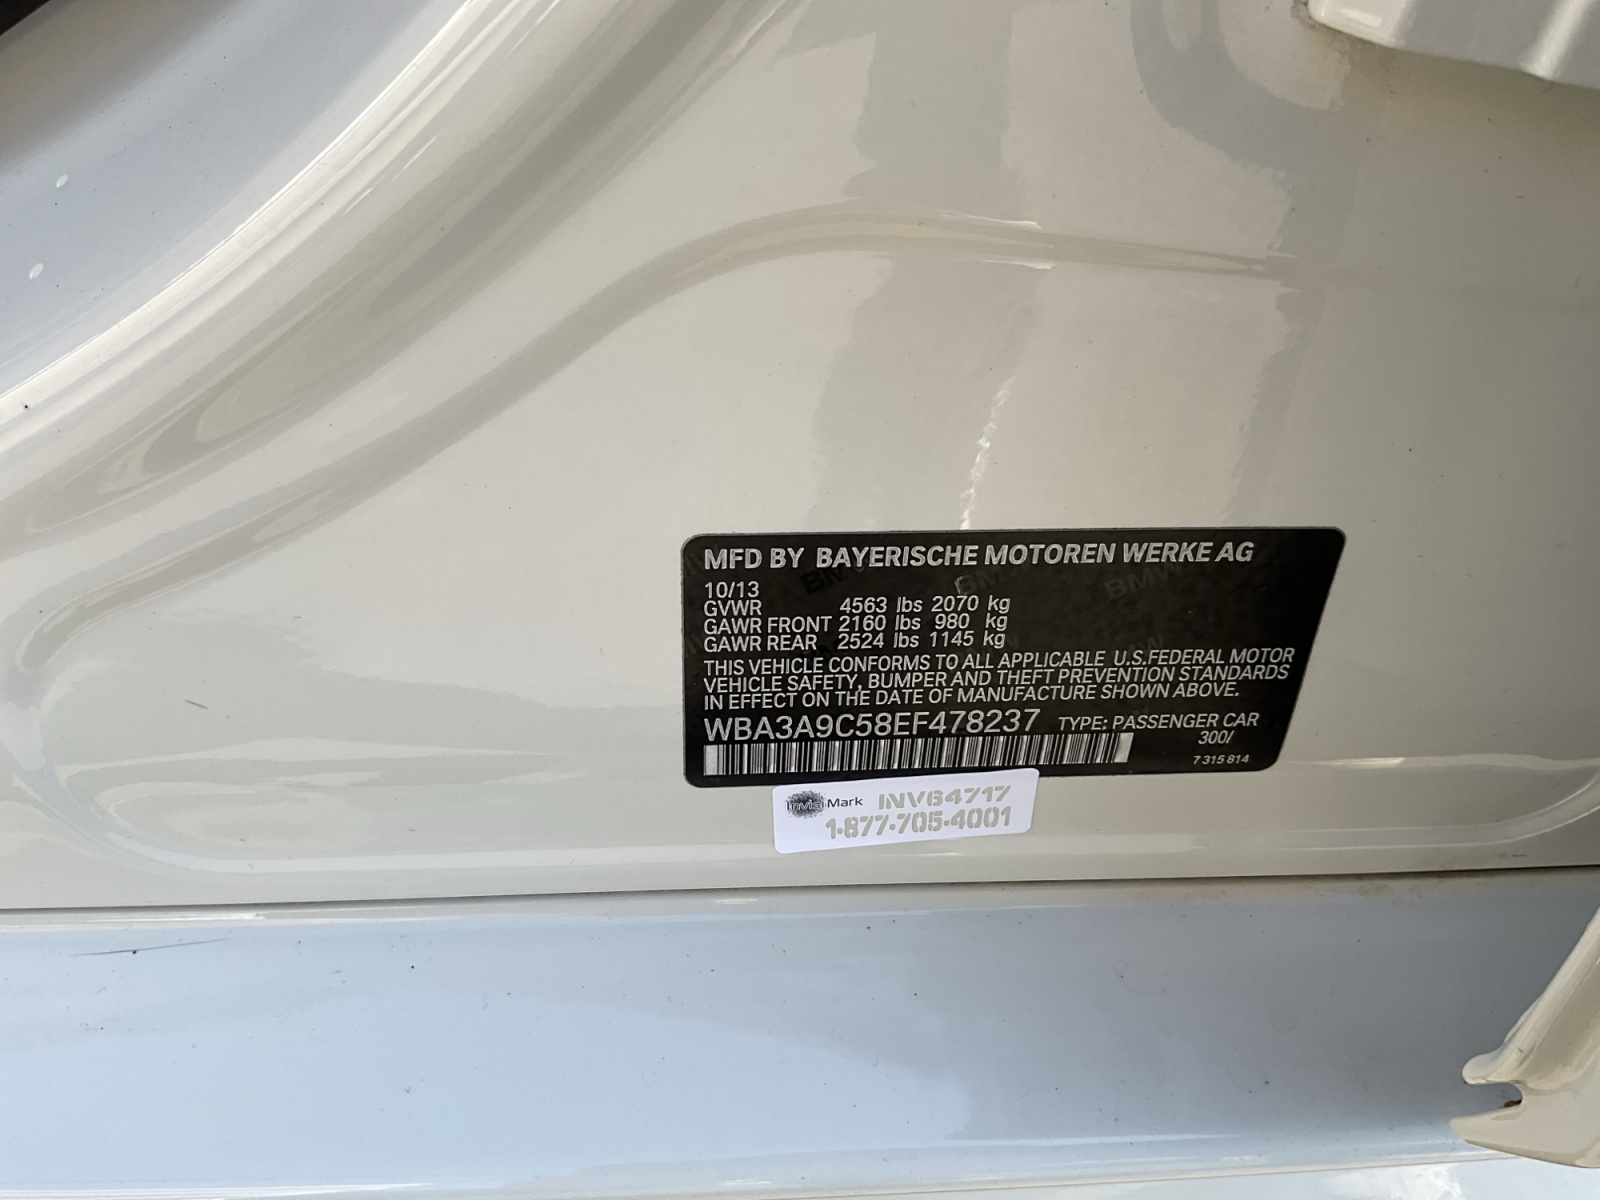 MFD BY BAYERISCHE MOTOREN WERKE AG
10/13
GVWR 4563 lbs 2070 kg
GAWR FRONT 2160 lbs 980 kg
GAWR REAR 2524 lbs 1145 kg
THIS VEHICLE CONFORMS TO ALL APPLICABLE U.S.FEDERAL MOTOR
VEHICLE SAFETY, BUMPER AND THEFT PREVENTION STANDARDS
IN EFFECT ON THE DATE OF MANUFACTURE SHOWN ABOVE.
WBA3A9C58EF478237 TYPE: PASSENGER CAR
300/
7 315 814
InvisiMark INV64717
1-877-705-4001